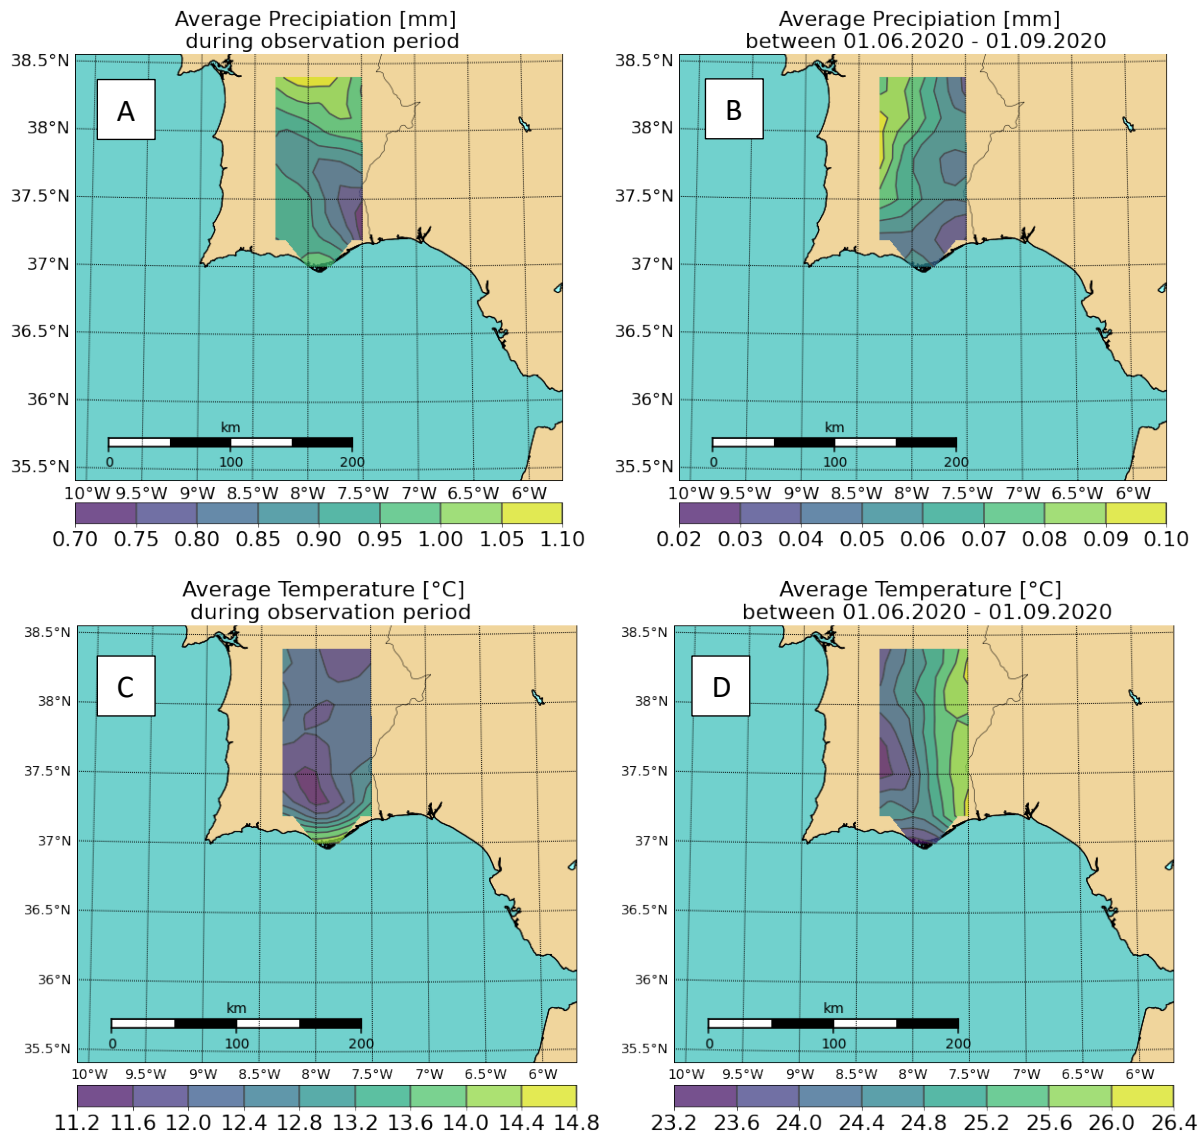 Average Precipiation [mm]
during observation period
A
38.5°N
38°N
37.5°N
37°N
36.5°N
36°N
35.5°N
km
0 100 200
10°W 9.5°W 9°W 8.5°W 8°W 7.5°W 7°W 6.5°W 6°W
0.70 0.75 0.80 0.85 0.90 0.95 1.00 1.05 1.10
Average Precipiation [mm]
between 01.06.2020 - 01.09.2020
B
38.5°N
38°N
37.5°N
37°N
36.5°N
36°N
35.5°N
km
0 100 200
10°W 9.5°W 9°W 8.5°W 8°W 7.5°W 7°W 6.5°W 6°W
0.02 0.03 0.04 0.05 0.06 0.07 0.08 0.09 0.10
Average Temperature [°C]
during observation period
C
38.5°N
38°N
37.5°N
37°N
36.5°N
36°N
35.5°N
km
0 100 200
10°W 9.5°W 9°W 8.5°W 8°W 7.5°W 7°W 6.5°W 6°W
11.2 11.6 12.0 12.4 12.8 13.2 13.6 14.0 14.4 14.8
Average Temperature [°C]
between 01.06.2020 - 01.09.2020
D
38.5°N
38°N
37.5°N
37°N
36.5°N
36°N
35.5°N
km
0 100 200
10°W 9.5°W 9°W 8.5°W 8°W 7.5°W 7°W 6.5°W 6°W
23.2 23.6 24.0 24.4 24.8 25.2 25.6 26.0 26.4